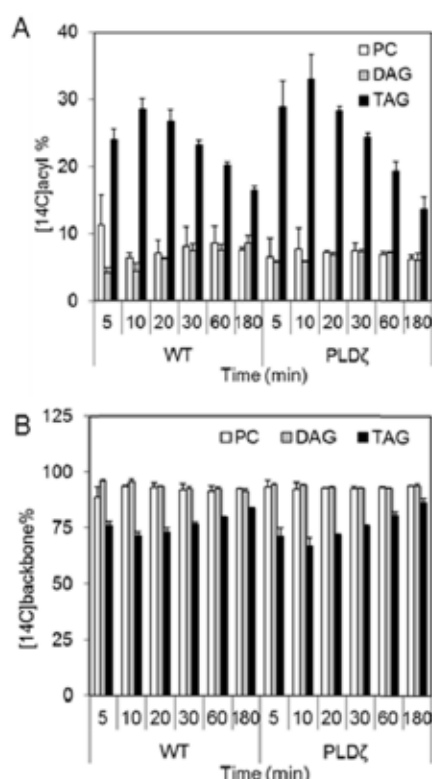 A
[14C]acyl %
40
30
20
10
0
PC
DAG
TAG
5 10 20 30 60 180 5 10 20 30 60 180
WT PLDζ
Time (min)
B
[14C]backbone%
125
100
75
50
25
0
PC DAG TAG
5 10 20 30 60 180 5 10 20 30 60 180
WT PLDζ
Time (min)